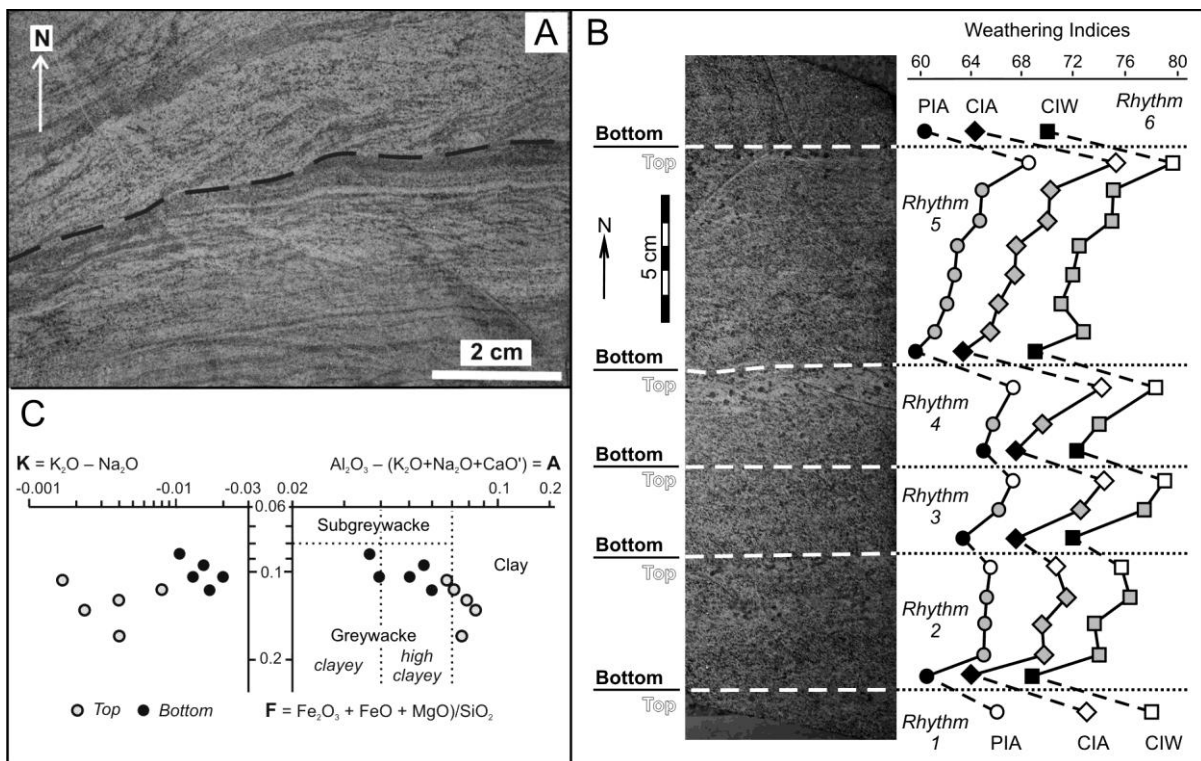 N
A
2 cm
B
Weathering Indices
60 64 68 72 76 80
PIA CIA CIW Rhythm
6
Bottom
Top
Rhythm
5
N
5 cm
Bottom
Top
Rhythm
4
Bottom
Top
Rhythm
3
Bottom
Top
Rhythm
2
Bottom
Top
Rhythm
1
PIA CIA CIW
C
K = K₂O – Na₂O
Al₂O₃ – (K₂O+Na₂O+CaO') = A
-0.001 -0.01 -0.03 0.02 0.1 0.2
0.06
Subgreywacke
Clay
0.1
Greywacke
clayey
high
clayey
0.2
Top Bottom
F = Fe₂O₃ + FeO + MgO)/SiO₂